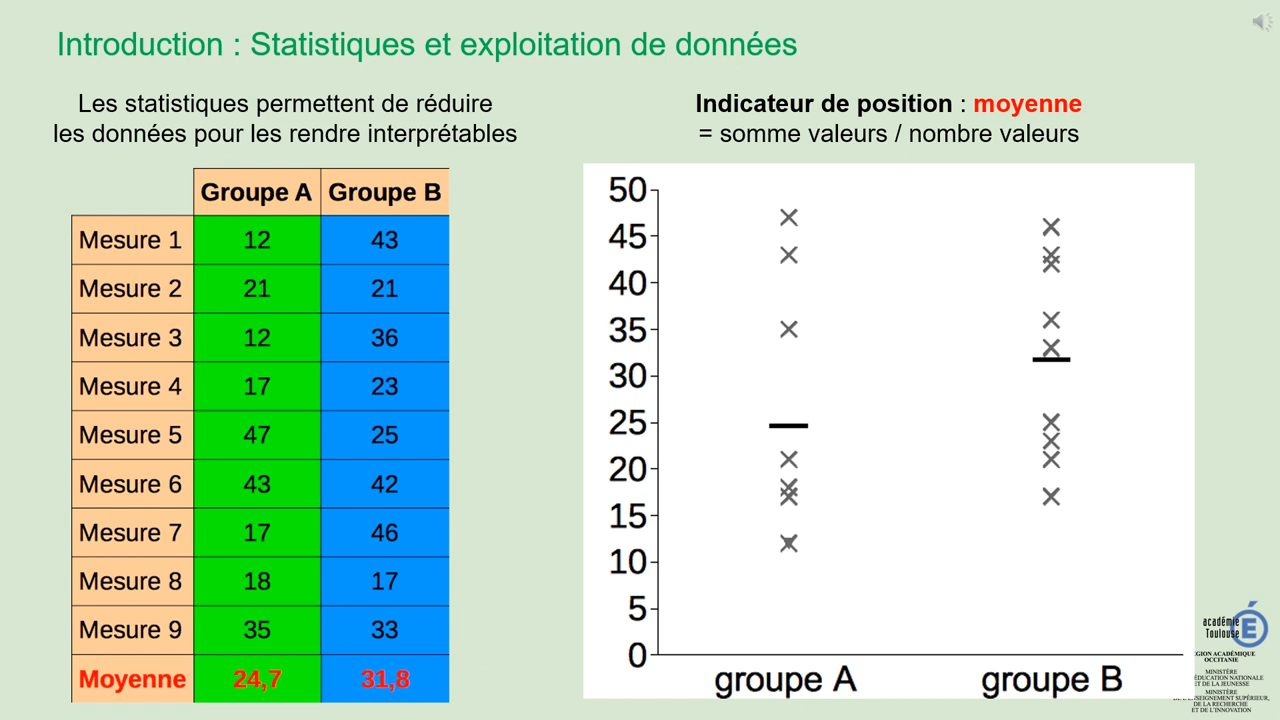 Introduction : Statistiques et exploitation de données
Les statistiques permettent de réduire
les données pour les rendre interprétables
Groupe A Groupe B
Mesure 1 12 43
Mesure 2 21 21
Mesure 3 12 36
Mesure 4 17 23
Mesure 5 47 25
Mesure 6 43 42
Mesure 7 17 46
Mesure 8 18 17
Mesure 9 35 33
Moyenne 24,7 31,8
Indicateur de position : moyenne
= somme valeurs / nombre valeurs
50
45
40
35
30
25
20
15
10
5
0
groupe A groupe B
académie
Toulouse
É
ACADÉMIQUE
OCCITANIE
MINISTÈRE
ÉDUCATION NATIONALE
ET DE LA JEUNESSE
MINISTÈRE
SUPÉRIEUR,
DE LA RECHERCHE
ET DE L'INNOVATION